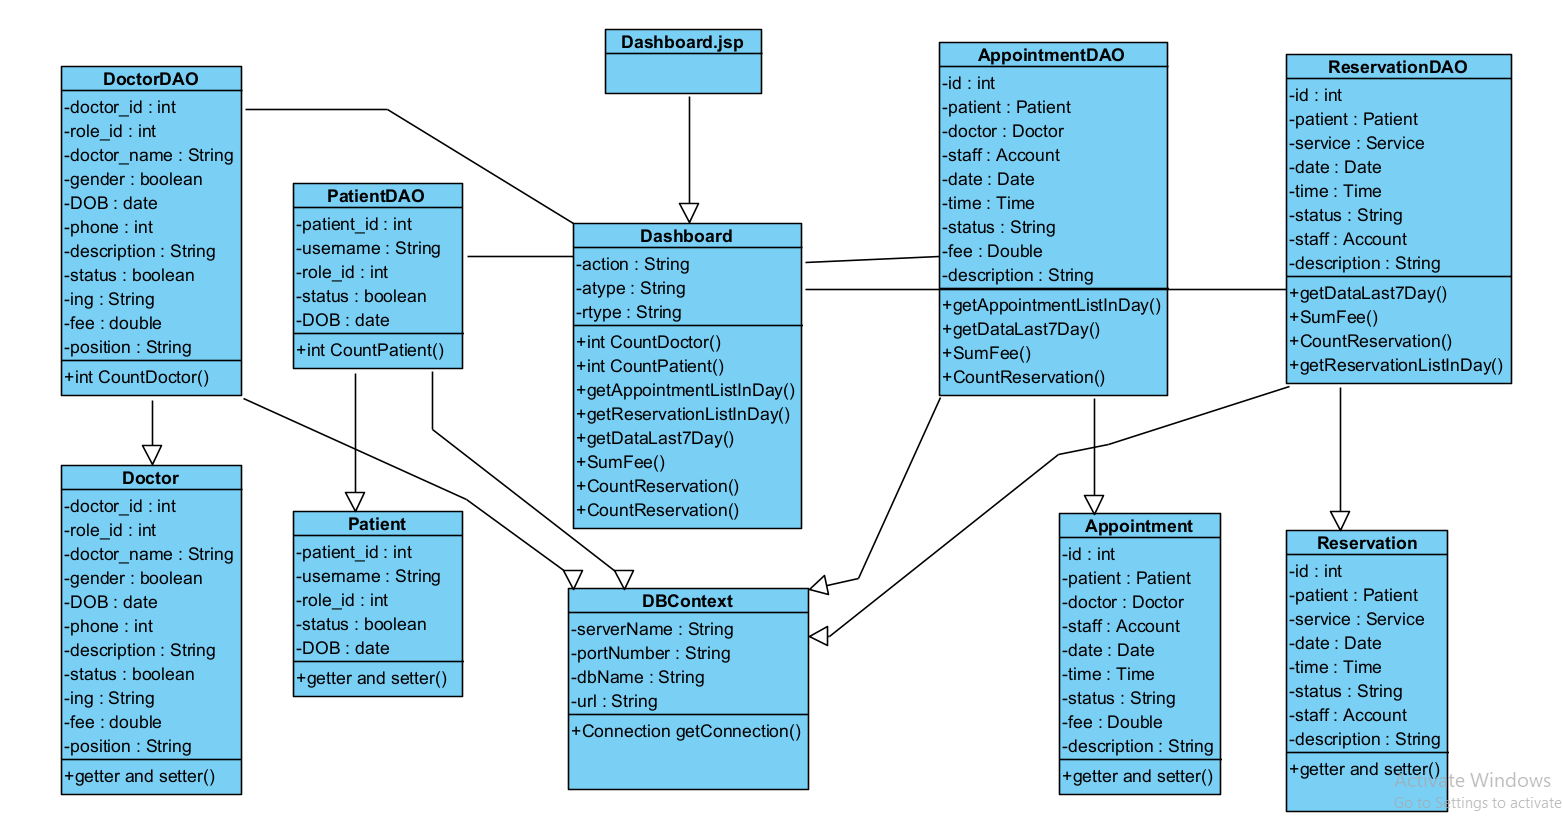 Dashboard.jsp
DoctorDAO
-doctor_id : int
-role_id : int
-doctor_name : String
-gender : boolean
-DOB : date
-phone : int
-description : String
-status : boolean
-ing : String
-fee : double
-position : String
+int CountDoctor()
PatientDAO
-patient_id : int
-username : String
-role_id : int
-status : boolean
-DOB : date
+int CountPatient()
Dashboard
-action : String
-atype : String
-rtype : String
+int CountDoctor()
+int CountPatient()
+getAppointmentListInDay()
+getReservationListInDay()
+getDataLast7Day()
+SumFee()
+CountReservation()
+CountReservation()
AppointmentDAO
-id : int
-patient : Patient
-doctor : Doctor
-staff : Account
-date : Date
-time : Time
-status : String
-fee : Double
-description : String
+getAppointmentListInDay()
+getDataLast7Day()
+SumFee()
+CountReservation()
ReservationDAO
-id : int
-patient : Patient
-service : Service
-date : Date
-time : Time
-status : String
-staff : Account
-description : String
+getDataLast7Day()
+SumFee()
+CountReservation()
+getReservationListInDay()
Doctor
-doctor_id : int
-role_id : int
-doctor_name : String
-gender : boolean
-DOB : date
-phone : int
-description : String
-status : boolean
-ing : String
-fee : double
-position : String
+getter and setter()
Patient
-patient_id : int
-username : String
-role_id : int
-status : boolean
-DOB : date
+getter and setter()
DBContext
-serverName : String
-portNumber : String
-dbName : String
-url : String
+Connection getConnection()
Appointment
-id : int
-patient : Patient
-doctor : Doctor
-staff : Account
-date : Date
-time : Time
-status : String
-fee : Double
-description : String
+getter and setter()
Reservation
-id : int
-patient : Patient
-service : Service
-date : Date
-time : Time
-status : String
-staff : Account
-description : String
+getter and setter()
Activate Windows
Go to Settings to activate